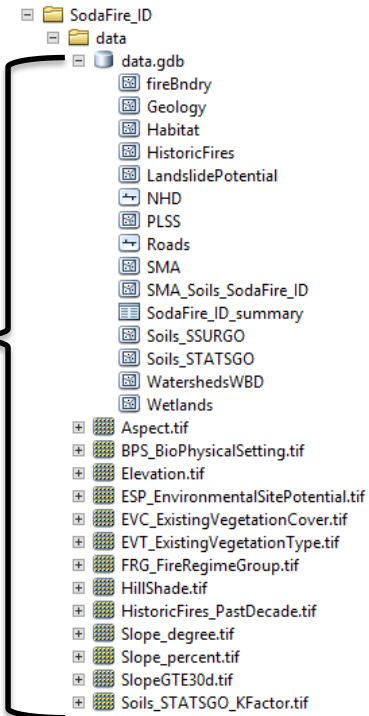 SodaFire_ID
data
data.gdb
fireBndry
Geology
Habitat
HistoricFires
LandslidePotential
NHD
PLSS
Roads
SMA
SMA_Soils_SodaFire_ID
SodaFire_ID_summary
Soils_SSURGO
Soils_STATSGO
WatershedsWBD
Wetlands
Aspect.tif
BPS_BioPhysicalSetting.tif
Elevation.tif
ESP_EnvironmentalSitePotential.tif
EVC_ExistingVegetationCover.tif
EVT_ExistingVegetationType.tif
FRG_FireRegimeGroup.tif
HillShade.tif
HistoricFires_PastDecade.tif
Slope_degree.tif
Slope_percent.tif
SlopeGTE30d.tif
Soils_STATSGO_KFactor.tif